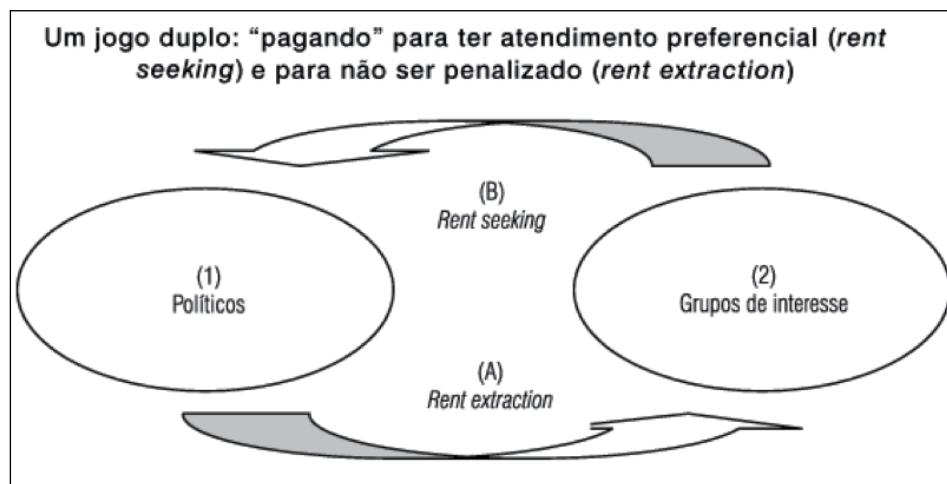 Um jogo duplo: “pagando” para ter atendimento preferencial (rent
seeking) e para não ser penalizado (rent extraction)
(B)
Rent seeking
(1)
Políticos
(2)
Grupos de interesse
(A)
Rent extraction